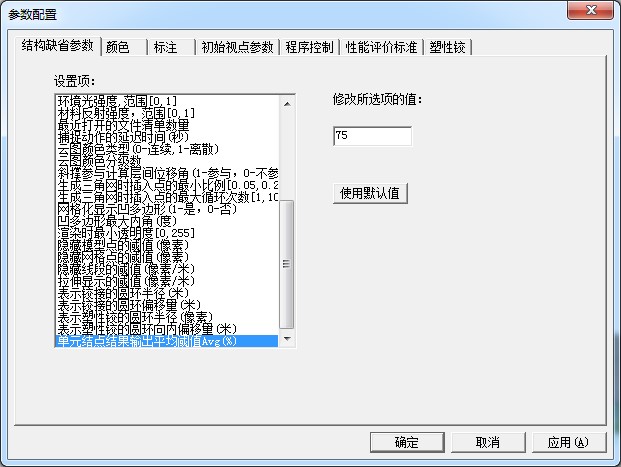 参数配置
结构缺省参数 颜色 标注 初始视点参数 程序控制 性能评价标准 塑性铰
设置项:
环境光强度,范围[0,1]
材料反射强度, 范围[0,1]
最近打开的文件清单数量
捕捉动作的延迟时间(秒)
云图颜色类型(0-连续,1-离散)
云图颜色分级数
斜撑参与计算层间位移角(1-参与, 0-不参
生成三角网时插入点的最小比例[0.05,0.2
生成三角网时插入点的最大循环次数[1,10
网格化显示凹多边形(1-是, 0-否)
凹多边形最大内角(度)
渲染时最小透明度[0,255]
隐藏模型点的阈值(像素)
隐藏网格点的阈值(像素)
隐藏线段的阈值(像素/米)
拉伸显示的阈值(像素/米)
表示铰接的圆环半径(米)
表示铰接的圆环偏移量(米)
表示塑性铰的圆环半径(像素)
表示塑性铰的圆环向内偏移量(米)
单元结点结果输出平均阈值Avg(%)
修改所选项的值:
75
使用默认值
确定 取消 应用(A)